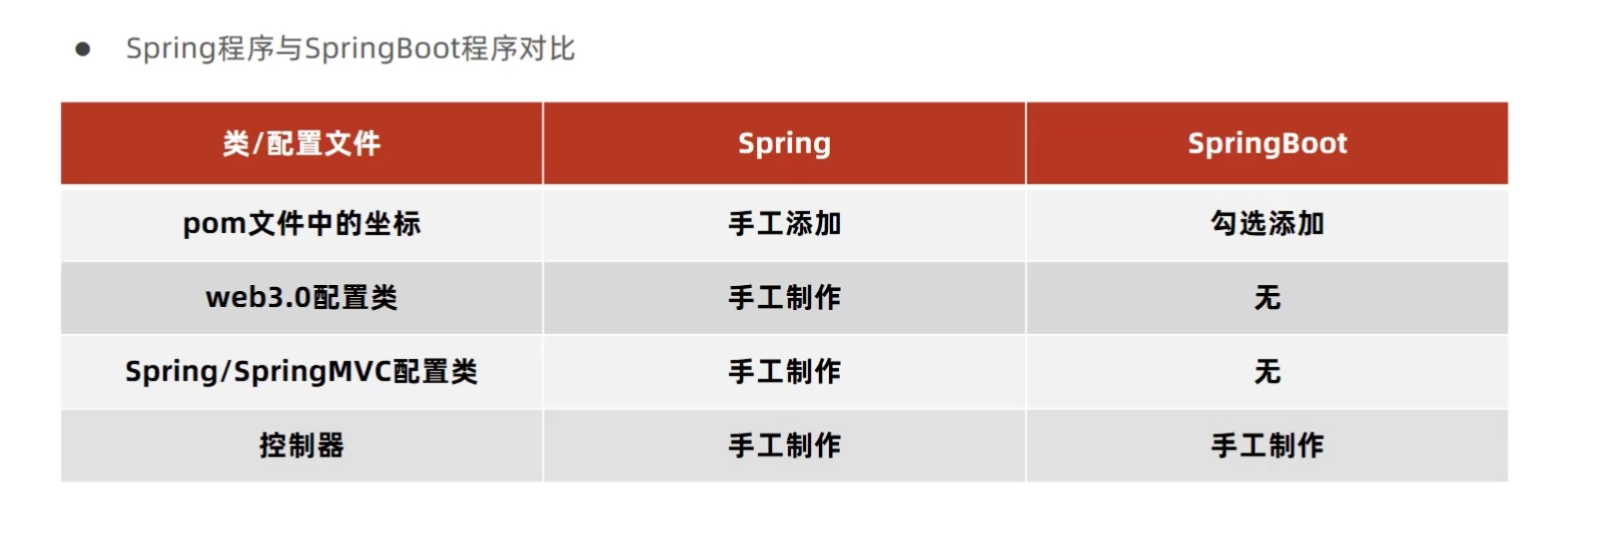 ● Spring程序与SpringBoot程序对比
类/配置文件 Spring SpringBoot
pom文件中的坐标 手工添加 勾选添加
web3.0配置类 手工制作 无
Spring/SpringMVC配置类 手工制作 无
控制器 手工制作 手工制作